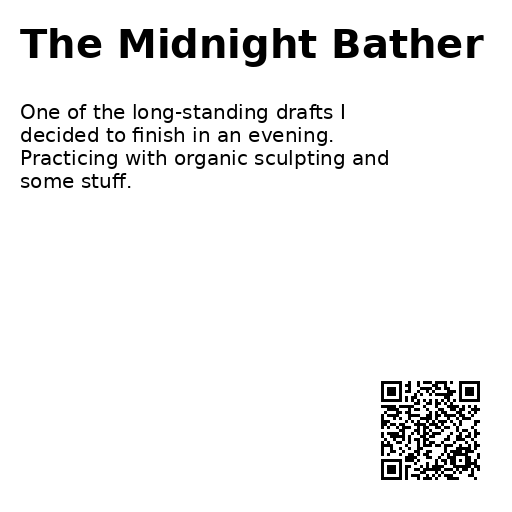 The Midnight Bather
One of the long-standing drafts I
decided to finish in an evening.
Practicing with organic sculpting and
some stuff.